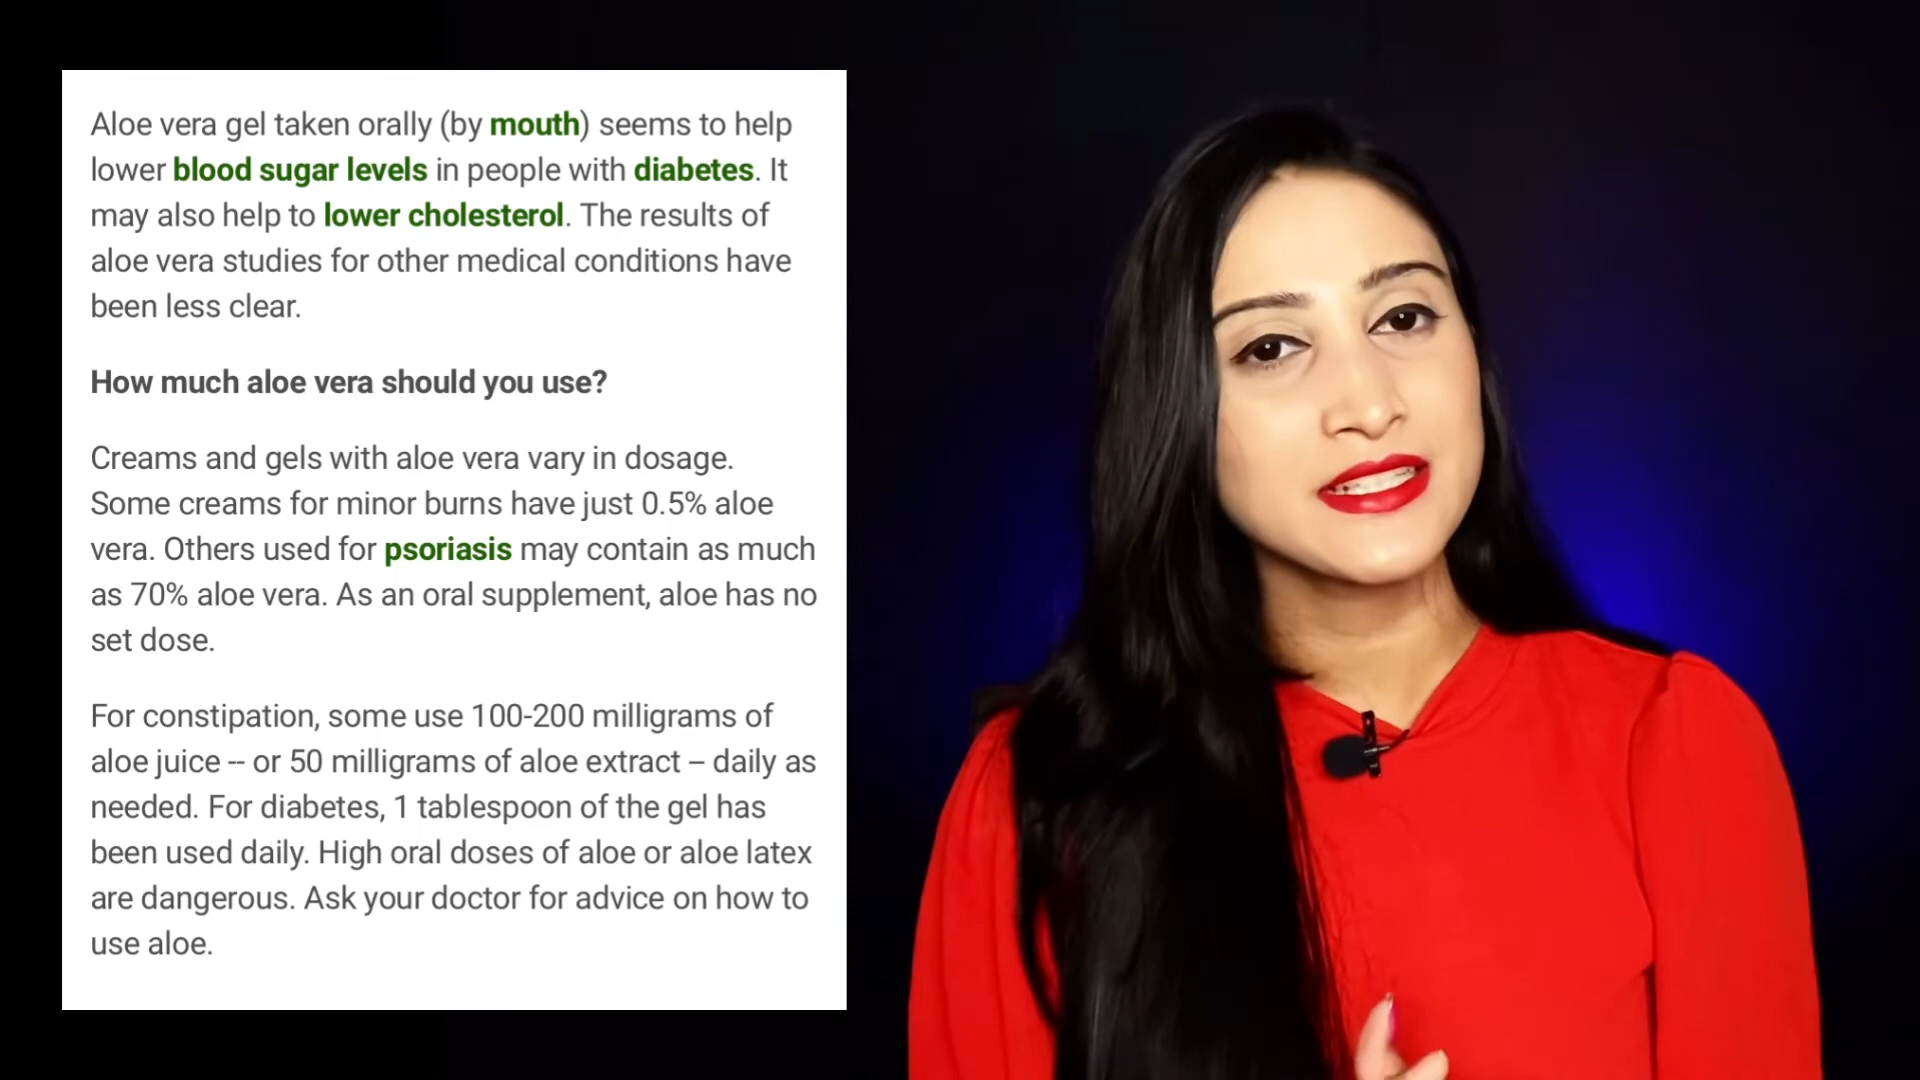 Aloe vera gel taken orally (by mouth) seems to help
lower blood sugar levels in people with diabetes. It
may also help to lower cholesterol. The results of
aloe vera studies for other medical conditions have
been less clear.
How much aloe vera should you use?
Creams and gels with aloe vera vary in dosage.
Some creams for minor burns have just 0.5% aloe
vera. Others used for psoriasis may contain as much
as 70% aloe vera. As an oral supplement, aloe has no
set dose.
For constipation, some use 100-200 milligrams of
aloe juice -- or 50 milligrams of aloe extract – daily as
needed. For diabetes, 1 tablespoon of the gel has
been used daily. High oral doses of aloe or aloe latex
are dangerous. Ask your doctor for advice on how to
use aloe.